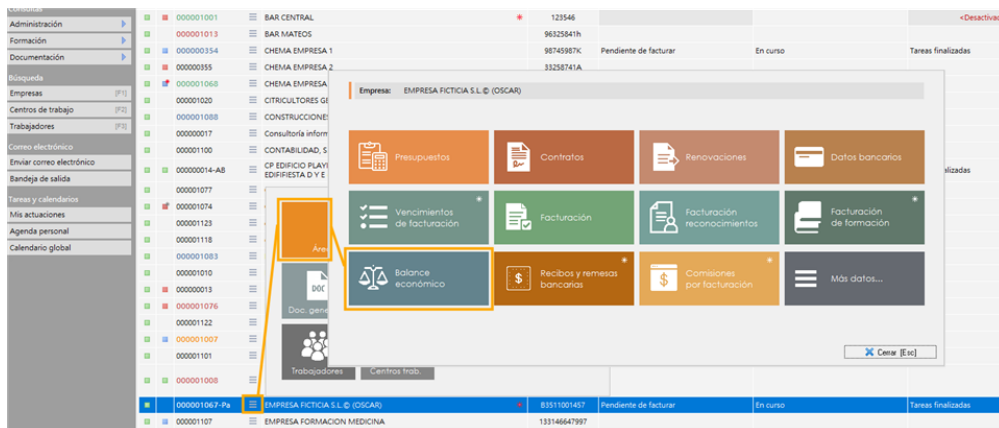 Consultas
Administración
Formación
Documentación
Búsqueda
Empresas [F1]
Centros de trabajo [F2]
Trabajadores [F3]
Correo electrónico
Enviar correo electrónico
Bandeja de salida
Tareas y calendarios
Mis actuaciones
Agenda personal
Calendario global
000001001 BAR CENTRAL * 123546 <Desactivad
000001013 BAR MATEOS 96325841h
000000354 CHEMA EMPRESA 1 98745987K Pendiente de facturar En curso Tareas finalizadas
000000355 CHEMA EMPRESA 2 33258741A
000001068 CHEMA EMPRESA
000001020 CITRICULTORES GE
000001088 CONSTRUCCIONES
000000017 Consultoría inform
000001100 CONTABILIDAD, S
00000014-AB CP EDIFICIO PLAY
EDIFIFIESTA D Y E
alizadas
000001077
000001074
000001123
000001118
000001083
000001010
000000013
000001076
000001122
000001007
000001101
000001008
000001067-Pa EMPRESA FICTICIA S.L.© (OSCAR) * B3511001457 Pendiente de facturar En curso Tareas finalizadas
000001107 EMPRESA FORMACION MEDICINA 133146647997
Áre
DOC
Doc. gene
Trabajadores
Centros trab.
Empresa: EMPRESA FICTICIA S.L.© (OSCAR)
Presupuestos
Contratos
Renovaciones
Datos bancarios
Vencimientos
de facturación
Facturación
Facturación
reconocimientos
*
Facturación
de formación
Balance
económico
*
Recibos y remesas
bancarias
*
Comisiones
por facturación
Más datos...
Cerrar [Esc]